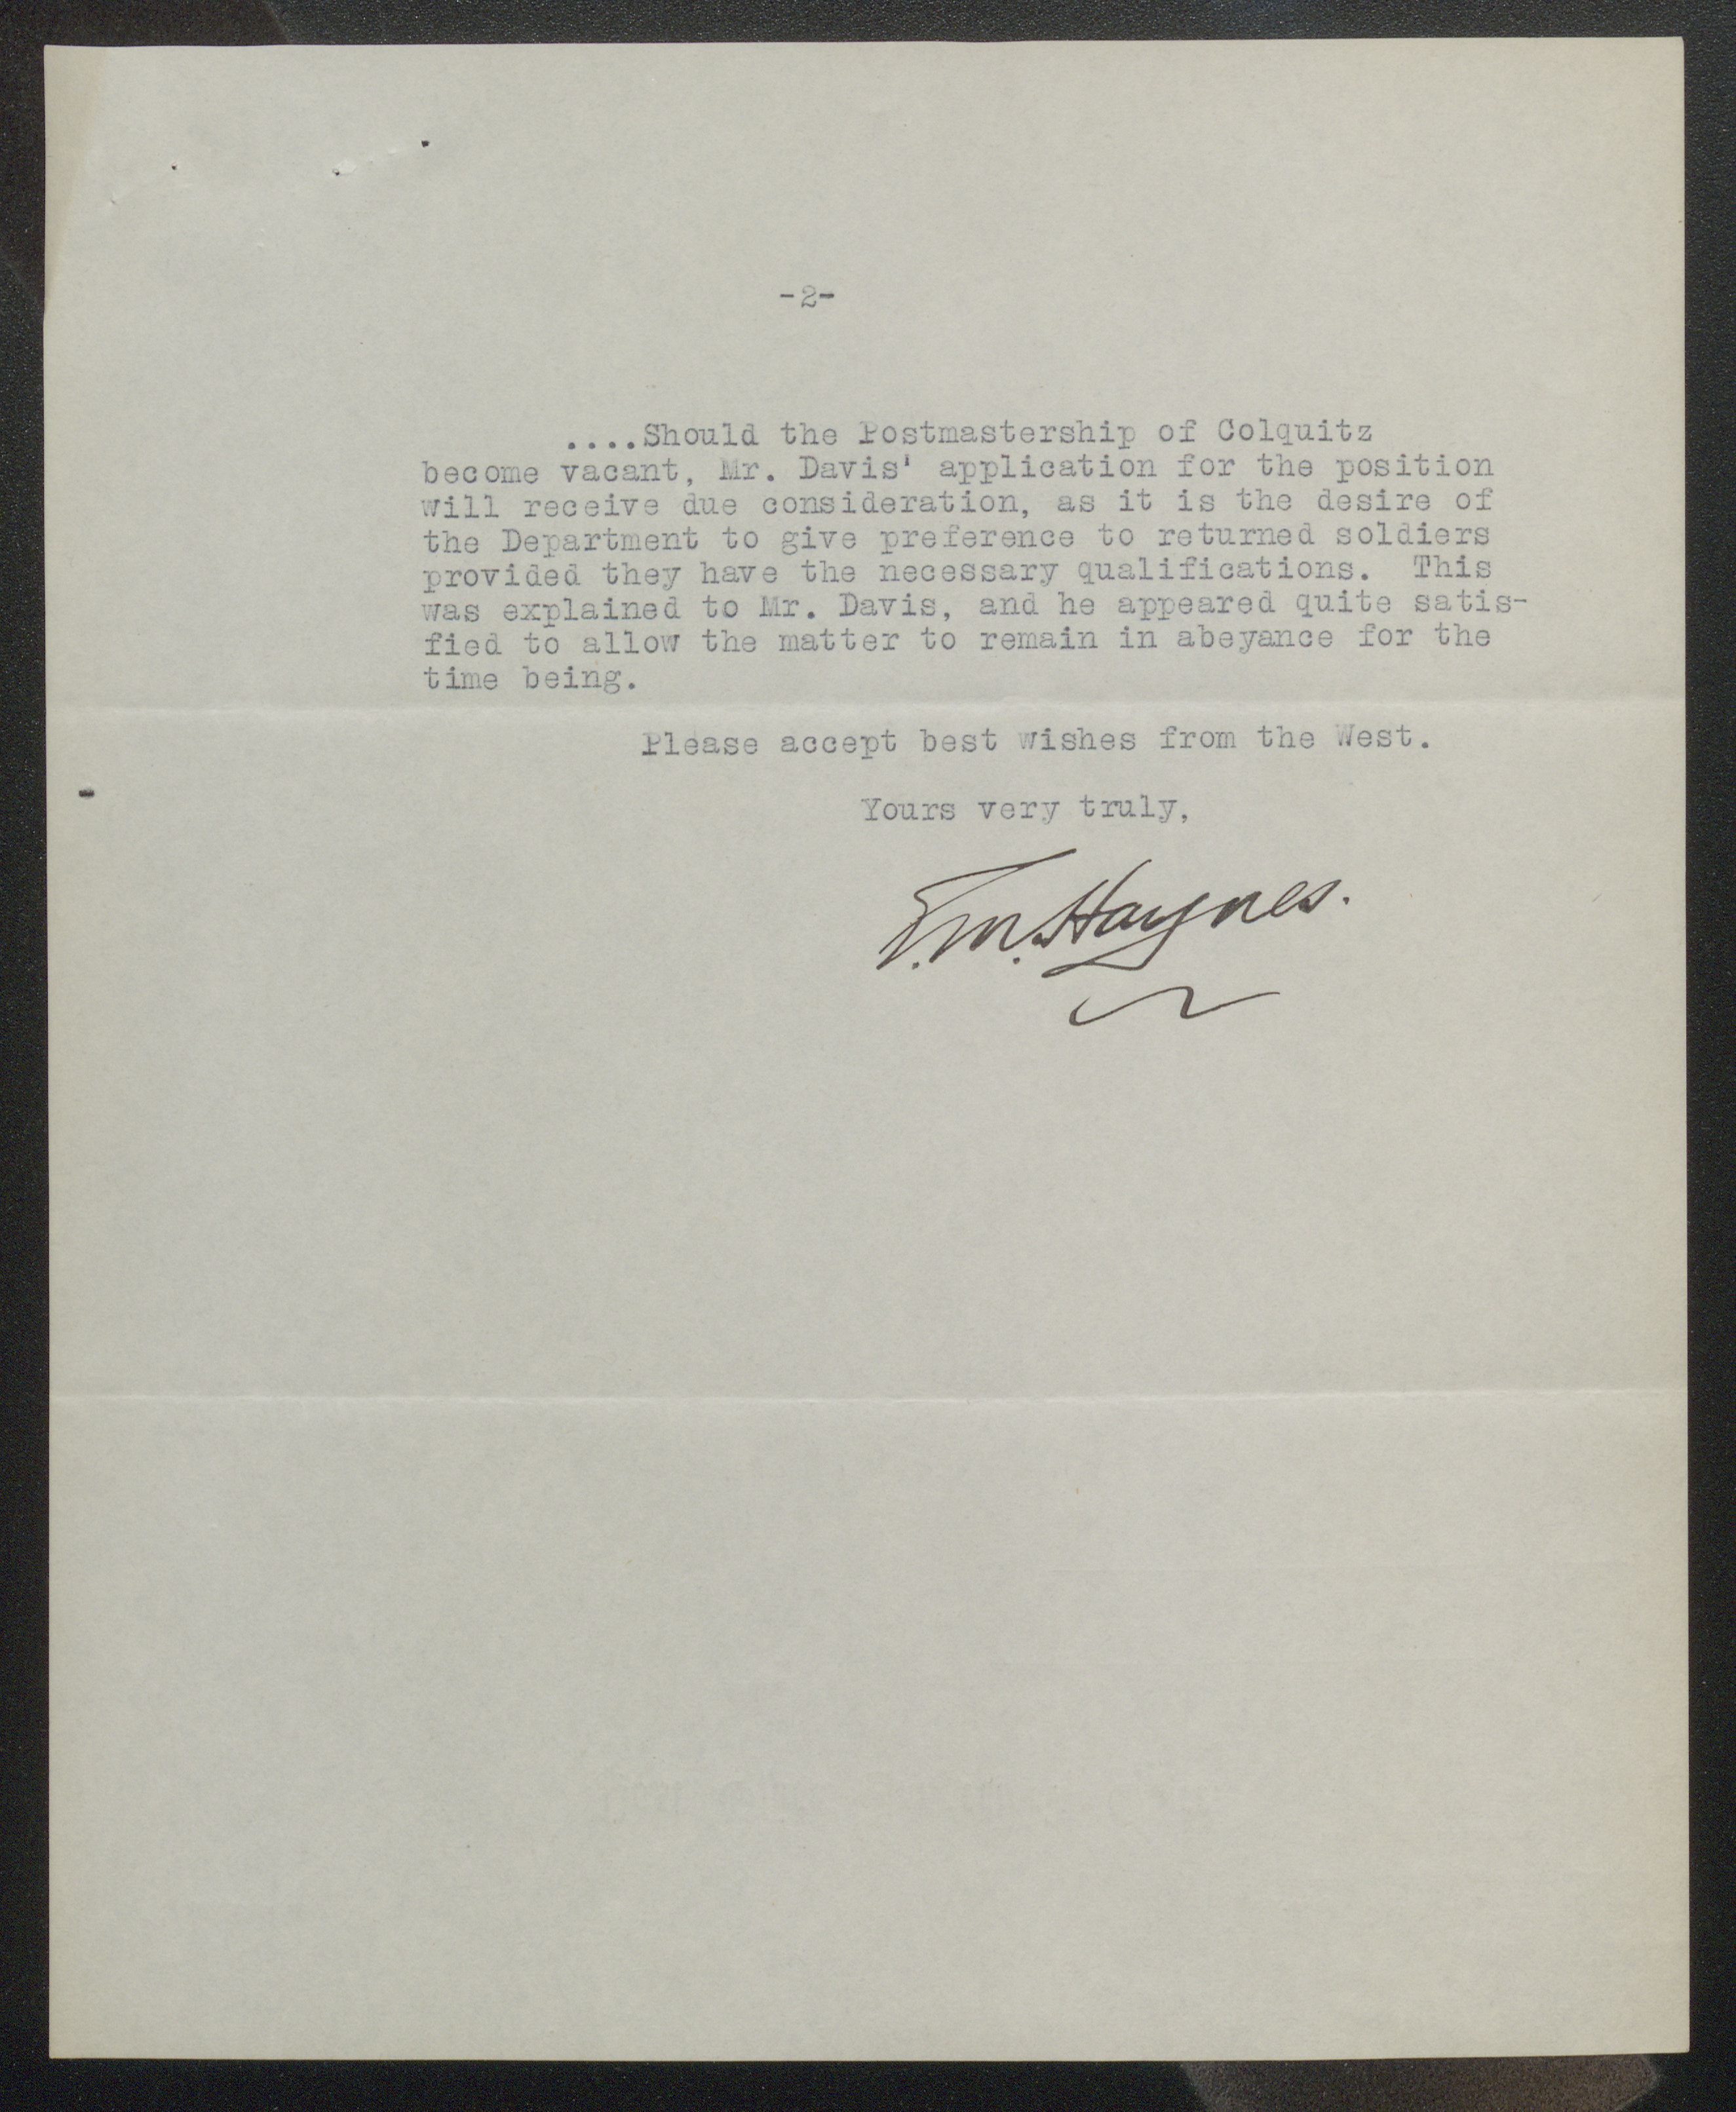 -2-
....Should the Postmastership of Colquitz
become vacant, Mr. Davis' application for the position
will receive due consideration, as it is the desire of
the Department to give preference to returned soldiers
provided they have the necessary qualifications. This
was explained to Mr. Davis, and he appeared quite satis-
fied to allow the matter to remain in abeyance for the
time being.
Please accept best wishes from the West.
Yours very truly,
Haynes.